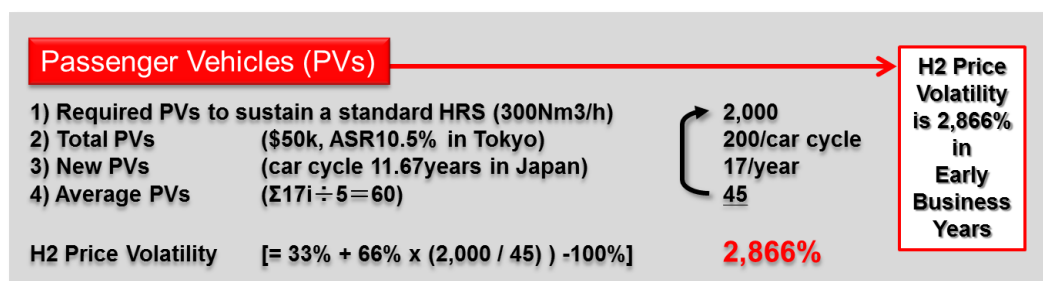 Passenger Vehicles (PVs)
1) Required PVs to sustain a standard HRS (300Nm3/h) 2,000
2) Total PVs ($50k, ASR10.5% in Tokyo) 200/car cycle
3) New PVs (car cycle 11.67years in Japan) 17/year
4) Average PVs (Σ17i÷5＝60) 45
H2 Price Volatility [= 33% + 66% x (2,000 / 45) ) -100%] 2,866%
H2 Price
Volatility
is 2,866%
in
Early
Business
Years